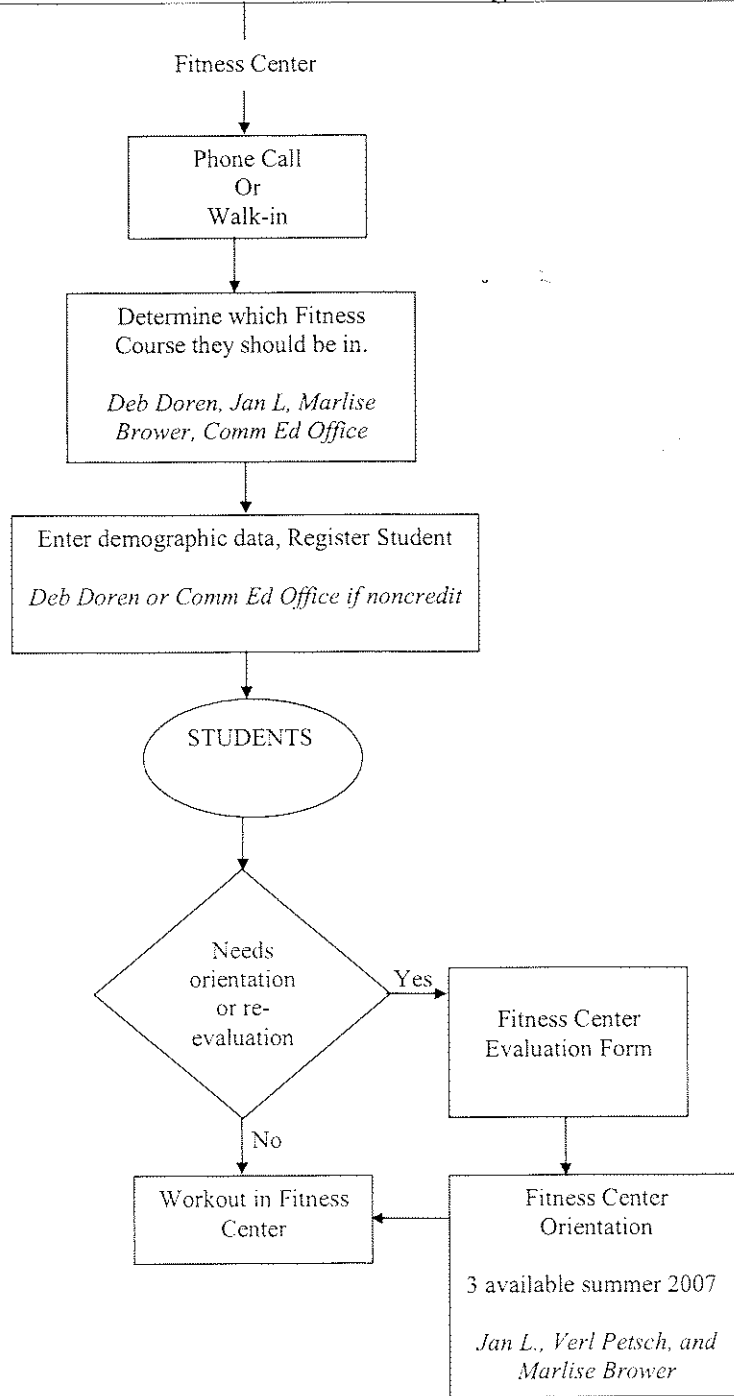 Fitness Center
Phone Call
Or
Walk-in
Determine which Fitness
Course they should be in.
Deb Doren, Jan L, Marlise
Brower, Comm Ed Office
Enter demographic data, Register Student
Deb Doren or Comm Ed Office if noncredit
STUDENTS
Needs
orientation
or re-
evaluation
Yes
Fitness Center
Evaluation Form
No
Workout in Fitness
Center
Fitness Center
Orientation
3 available summer 2007
Jan L., Verl Petsch, and
Marlise Brower